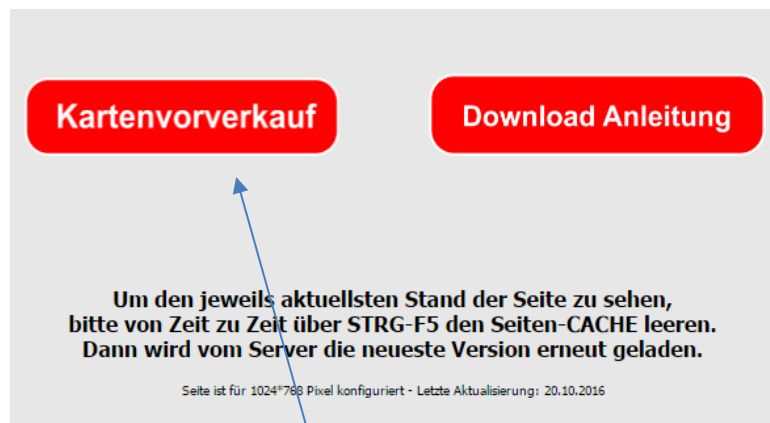 Kartenvorverkauf
Download Anleitung
Um den jeweils aktuellsten Stand der Seite zu sehen,
bitte von Zeit zu Zeit über STRG-F5 den Seiten-CACHE leeren.
Dann wird vom Server die neueste Version erneut geladen.
Seite ist für 1024*768 Pixel konfiguriert - Letzte Aktualisierung: 20.10.2016